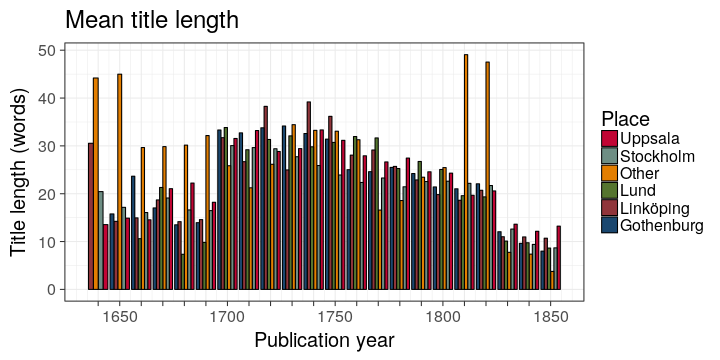 Mean title length
Title length (words)
50
40
30
20
10
0
1650
1700
1750
1800
1850
Publication year
Place
Uppsala
Stockholm
Other
Lund
Linköping
Gothenburg